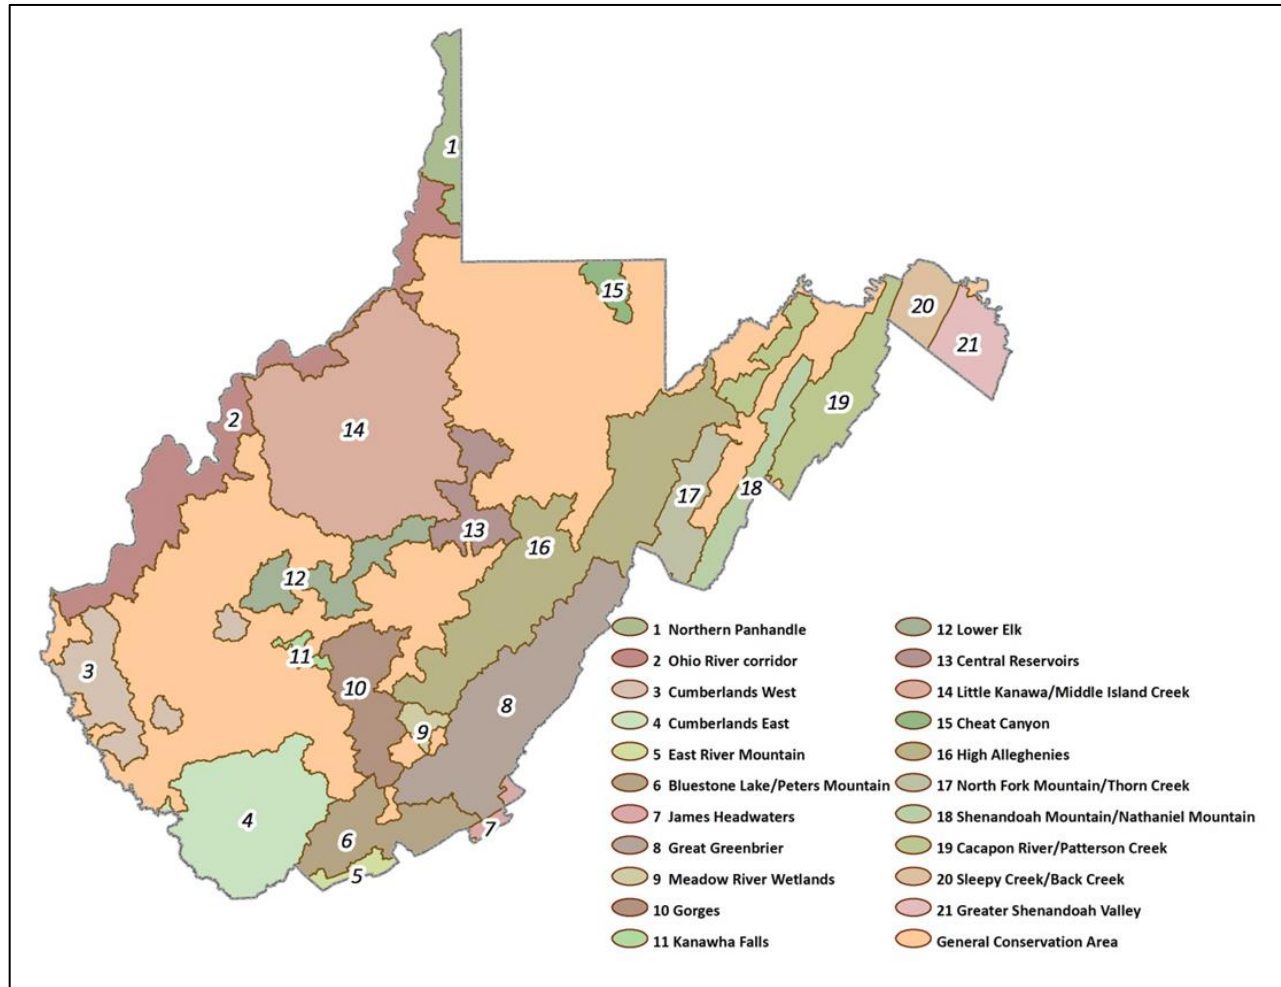 1
15
20
21
2
14
19
17
18
13
16
12
3
11
10
8
9
4
6
7
5
1 Northern Panhandle
2 Ohio River corridor
3 Cumberlands West
4 Cumberlands East
5 East River Mountain
6 Bluestone Lake/Peters Mountain
7 James Headwaters
8 Great Greenbrier
9 Meadow River Wetlands
10 Gorges
11 Kanawha Falls
12 Lower Elk
13 Central Reservoirs
14 Little Kanawa/Middle Island Creek
15 Cheat Canyon
16 High Alleghenies
17 North Fork Mountain/Thorn Creek
18 Shenandoah Mountain/Nathaniel Mountain
19 Cacapon River/Patterson Creek
20 Sleepy Creek/Back Creek
21 Greater Shenandoah Valley
General Conservation Area